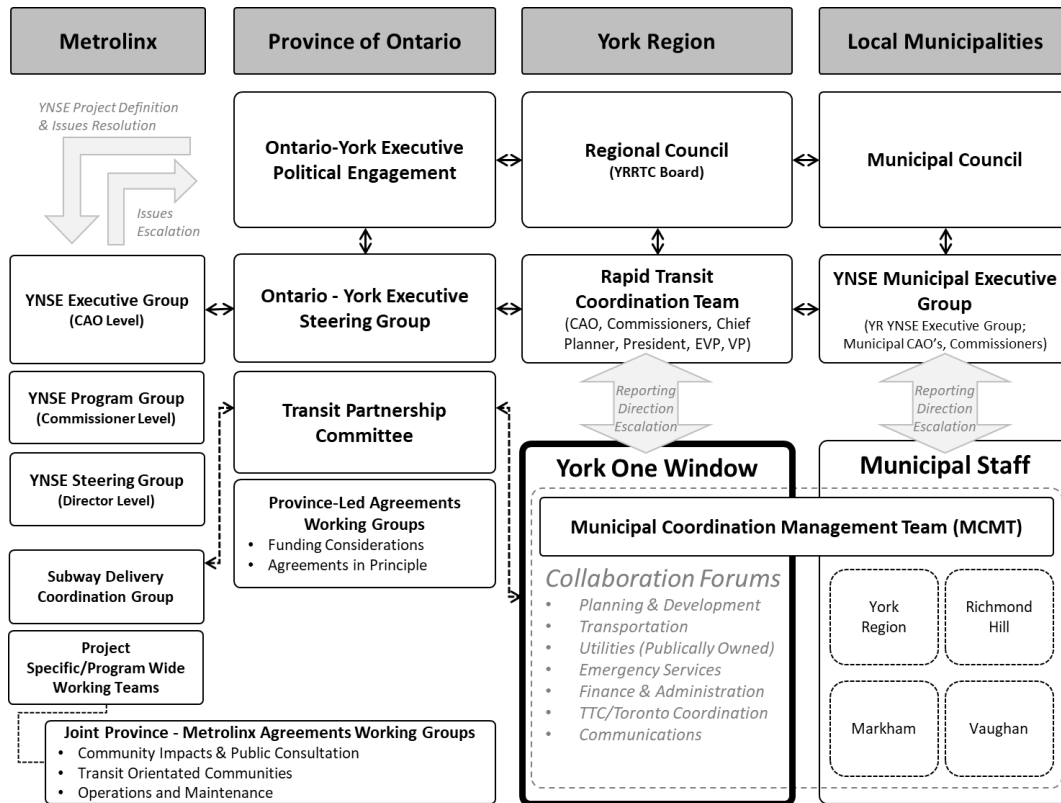 Metrolinx
Province of Ontario
York Region
Local Municipalities
YNSE Project Definition
& Issues Resolution
Issues
Escalation
Ontario-York Executive
Political Engagement
Regional Council
(YRRTC Board)
Municipal Council
YNSE Executive Group
(CAO Level)
Ontario - York Executive
Steering Group
Rapid Transit
Coordination Team
(CAO, Commissioners, Chief
Planner, President, EVP, VP)
YNSE Municipal Executive
Group
(YR YNSE Executive Group;
Municipal CAO's, Commissioners)
YNSE Program Group
(Commissioner Level)
YNSE Steering Group
(Director Level)
Subway Delivery
Coordination Group
Project
Specific/Program Wide
Working Teams
Transit Partnership
Committee
Province-Led Agreements
Working Groups
• Funding Considerations
• Agreements in Principle
Joint Province - Metrolinx Agreements Working Groups
• Community Impacts & Public Consultation
• Transit Orientated Communities
• Operations and Maintenance
Reporting
Direction
Escalation
Reporting
Direction
Escalation
York One Window
Municipal Staff
Municipal Coordination Management Team (MCMT)
Collaboration Forums
• Planning & Development
• Transportation
• Utilities (Publically Owned)
• Emergency Services
• Finance & Administration
• TTC/Toronto Coordination
• Communications
York
Region
Richmond
Hill
Markham
Vaughan